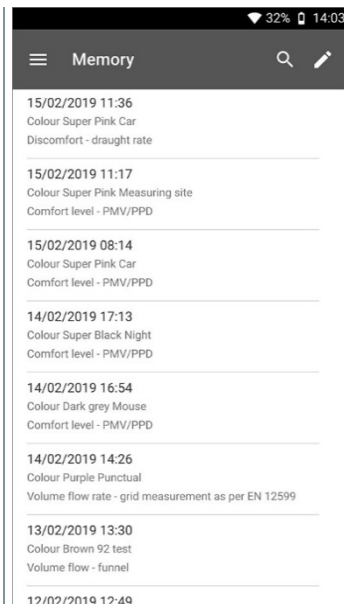 32% 14:03
Memory
15/02/2019 11:36
Colour Super Pink Car
Discomfort - draught rate
15/02/2019 11:17
Colour Super Pink Measuring site
Comfort level - PMV/PPD
15/02/2019 08:14
Colour Super Pink Car
Comfort level - PMV/PPD
14/02/2019 17:13
Colour Super Black Night
Comfort level - PMV/PPD
14/02/2019 16:54
Colour Dark grey Mouse
Comfort level - PMV/PPD
14/02/2019 14:26
Colour Purple Punctual
Volume flow rate - grid measurement as per EN 12599
13/02/2019 13:30
Colour Brown 92 test
Volume flow - funnel
12/02/2019 12:49